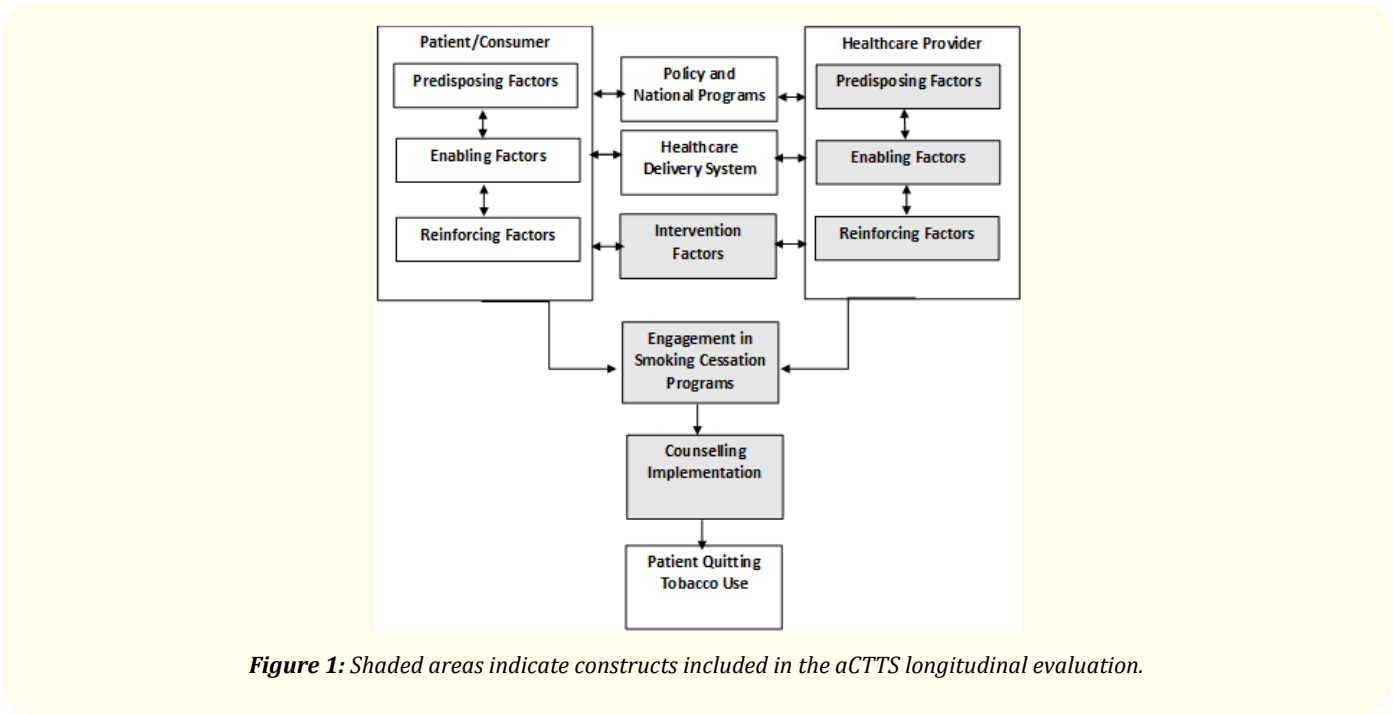 Patient/Consumer
Predisposing Factors
Enabling Factors
Reinforcing Factors
Policy and
National Programs
Healthcare
Delivery System
Intervention
Factors
Healthcare Provider
Predisposing Factors
Enabling Factors
Reinforcing Factors
Engagement in
Smoking Cessation
Programs
Counselling
Implementation
Patient Quitting
Tobacco Use
Figure 1: Shaded areas indicate constructs included in the aCTTS longitudinal evaluation.